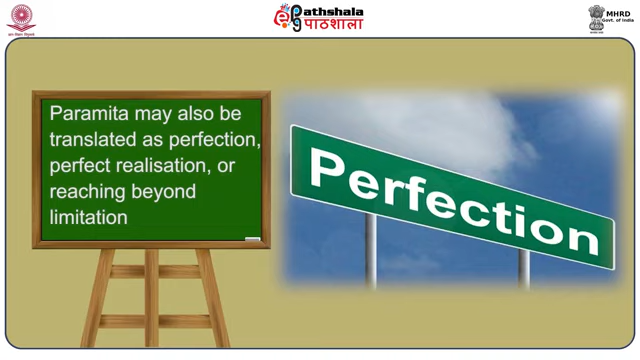 ePathshala
पाठशाला
MHRD
Govt. of India
Paramita may also be
translated as perfection,
perfect realisation, or
reaching beyond
limitation
Perfection